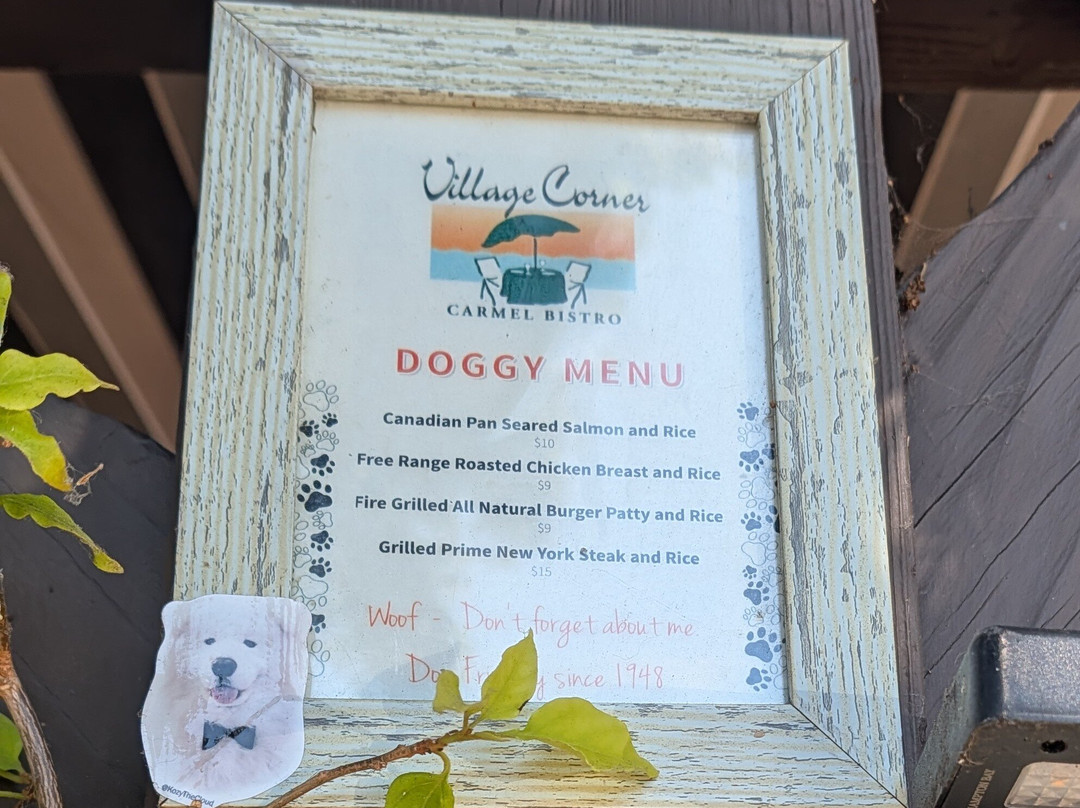 Village Corner
CARMEL BISTRO
DOGGY MENU
Canadian Pan Seared Salmon and Rice
$10
Free Range Roasted Chicken Breast and Rice
$9
Fire Grilled All Natural Burger Patty and Rice
$9
Grilled Prime New York Steak and Rice
$15
Woof - Don't forget about me.
since 1948
@KozyTheCloud